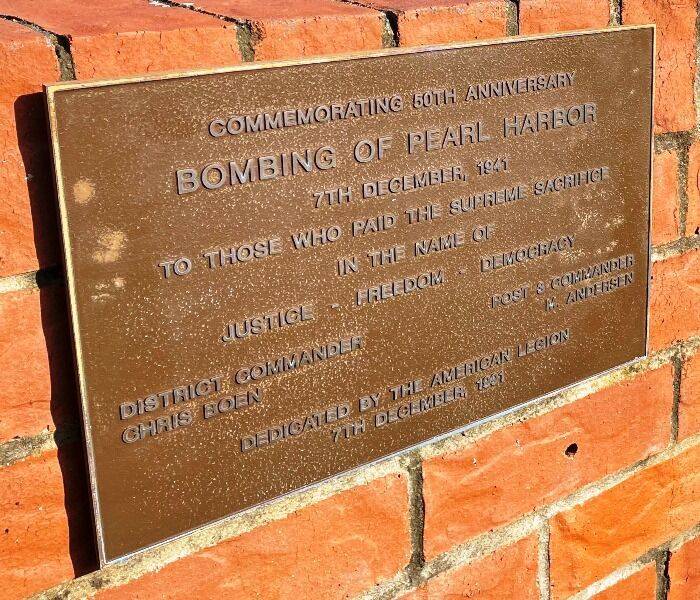 COMMEMORATING 50TH ANNIVERSARY
BOMBING OF PEARL HARBOR
7TH DECEMBER, 1941
TO THOSE WHO PAID THE SUPREME SACRIFICE
IN THE NAME OF
JUSTICE - FREEDOM - DEMOCRACY
POST 8 COMMANDER
M. ANDERSEN
DISTRICT COMMANDER
CHRIS BOEN
DEDICATED BY THE AMERICAN LEGION
7TH DECEMBER, 1991